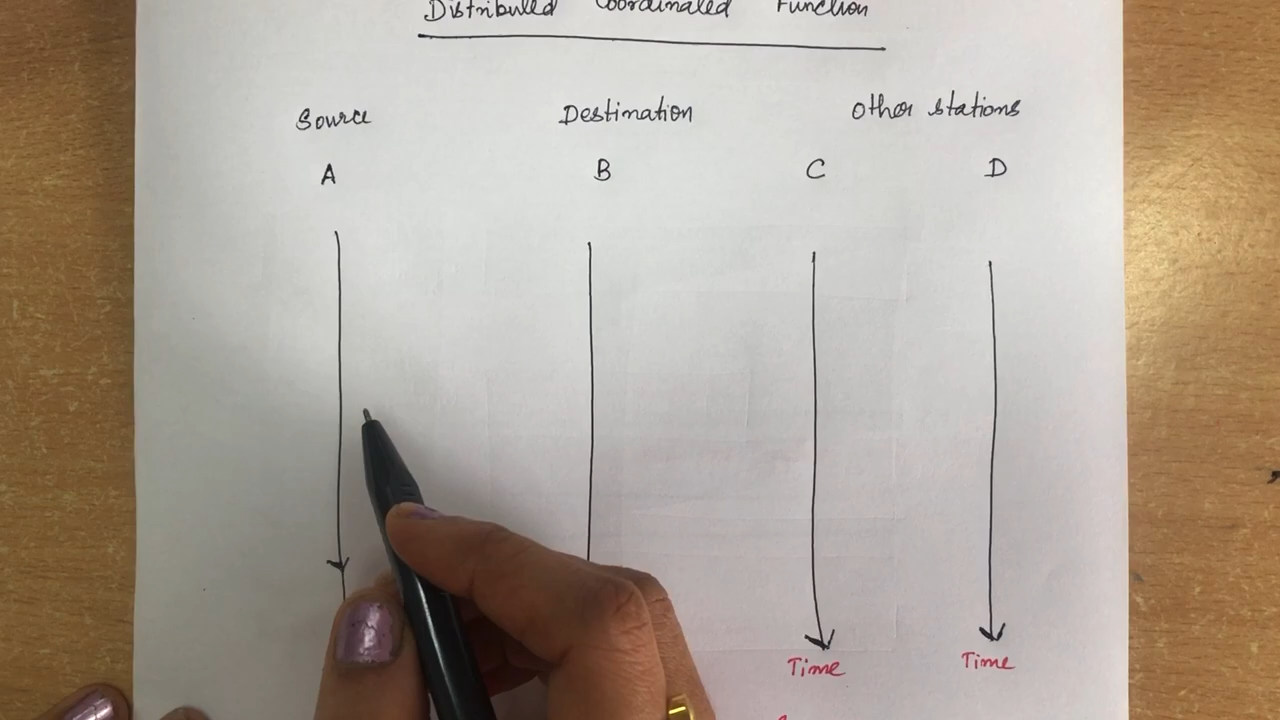 Distributed Coordinated Function
Source Destination Other stations
A B C D
Time Time